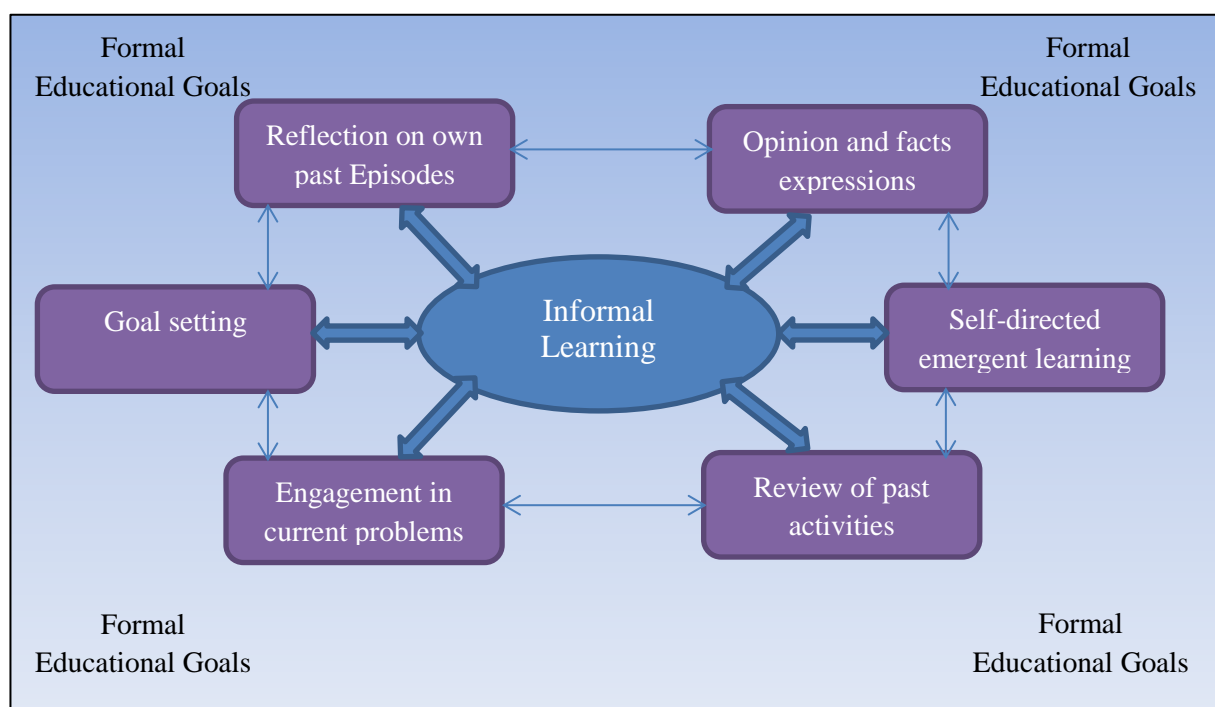 Formal
Educational Goals
Formal
Educational Goals
Reflection on own
past Episodes
Opinion and facts
expressions
Goal setting
Informal
Learning
Self-directed
emergent learning
Engagement in
current problems
Review of past
activities
Formal
Educational Goals
Formal
Educational Goals